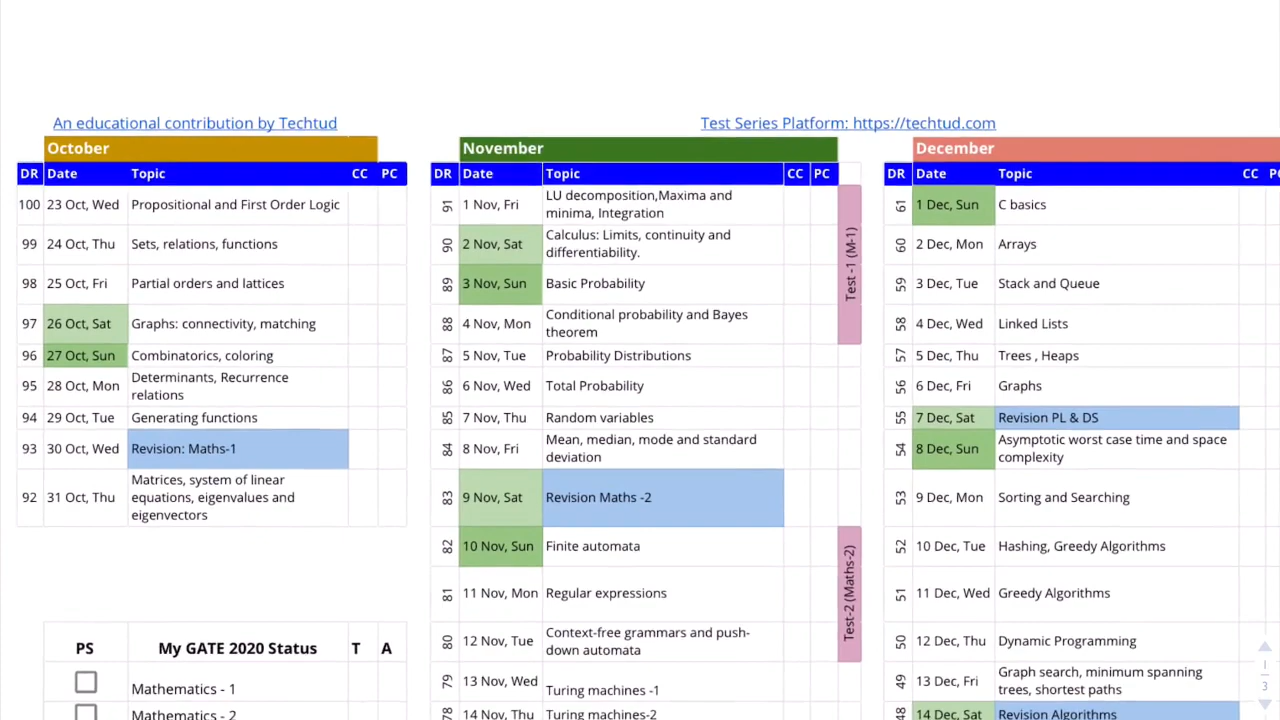 An educational contribution by Techtud
Test Series Platform: https://techtud.com
October
DR Date Topic CC PC
100 23 Oct, Wed Propositional and First Order Logic
99 24 Oct, Thu Sets, relations, functions
98 25 Oct, Fri Partial orders and lattices
97 26 Oct, Sat Graphs: connectivity, matching
96 27 Oct, Sun Combinatorics, coloring
95 28 Oct, Mon Determinants, Recurrence
relations
94 29 Oct, Tue Generating functions
93 30 Oct, Wed Revision: Maths-1
92 31 Oct, Thu Matrices, system of linear
equations, eigenvalues and
eigenvectors
PS My GATE 2020 Status T A
Mathematics - 1
Mathematics - 2
November
DR Date Topic CC PC
91 1 Nov, Fri LU decomposition,Maxima and
minima, Integration
90 2 Nov, Sat Calculus: Limits, continuity and
differentiability.
89 3 Nov, Sun Basic Probability
88 4 Nov, Mon Conditional probability and Bayes
theorem
Test -1 (M-1)
87 5 Nov, Tue Probability Distributions
86 6 Nov, Wed Total Probability
85 7 Nov, Thu Random variables
84 8 Nov, Fri Mean, median, mode and standard
deviation
83 9 Nov, Sat Revision Maths -2
82 10 Nov, Sun Finite automata
81 11 Nov, Mon Regular expressions
80 12 Nov, Tue Context-free grammars and push-
down automata
Test-2 (Maths-2)
79 13 Nov, Wed Turing machines -1
78 14 Nov, Thu Turing machines-2
December
DR Date Topic CC
61 1 Dec, Sun C basics
60 2 Dec, Mon Arrays
59 3 Dec, Tue Stack and Queue
58 4 Dec, Wed Linked Lists
57 5 Dec, Thu Trees , Heaps
56 6 Dec, Fri Graphs
55 7 Dec, Sat Revision PL & DS
54 8 Dec, Sun Asymptotic worst case time and space
complexity
53 9 Dec, Mon Sorting and Searching
52 10 Dec, Tue Hashing, Greedy Algorithms
51 11 Dec, Wed Greedy Algorithms
50 12 Dec, Thu Dynamic Programming
49 13 Dec, Fri Graph search, minimum spanning
trees, shortest paths
48 14 Dec, Sat Revision Algorithms
1
3